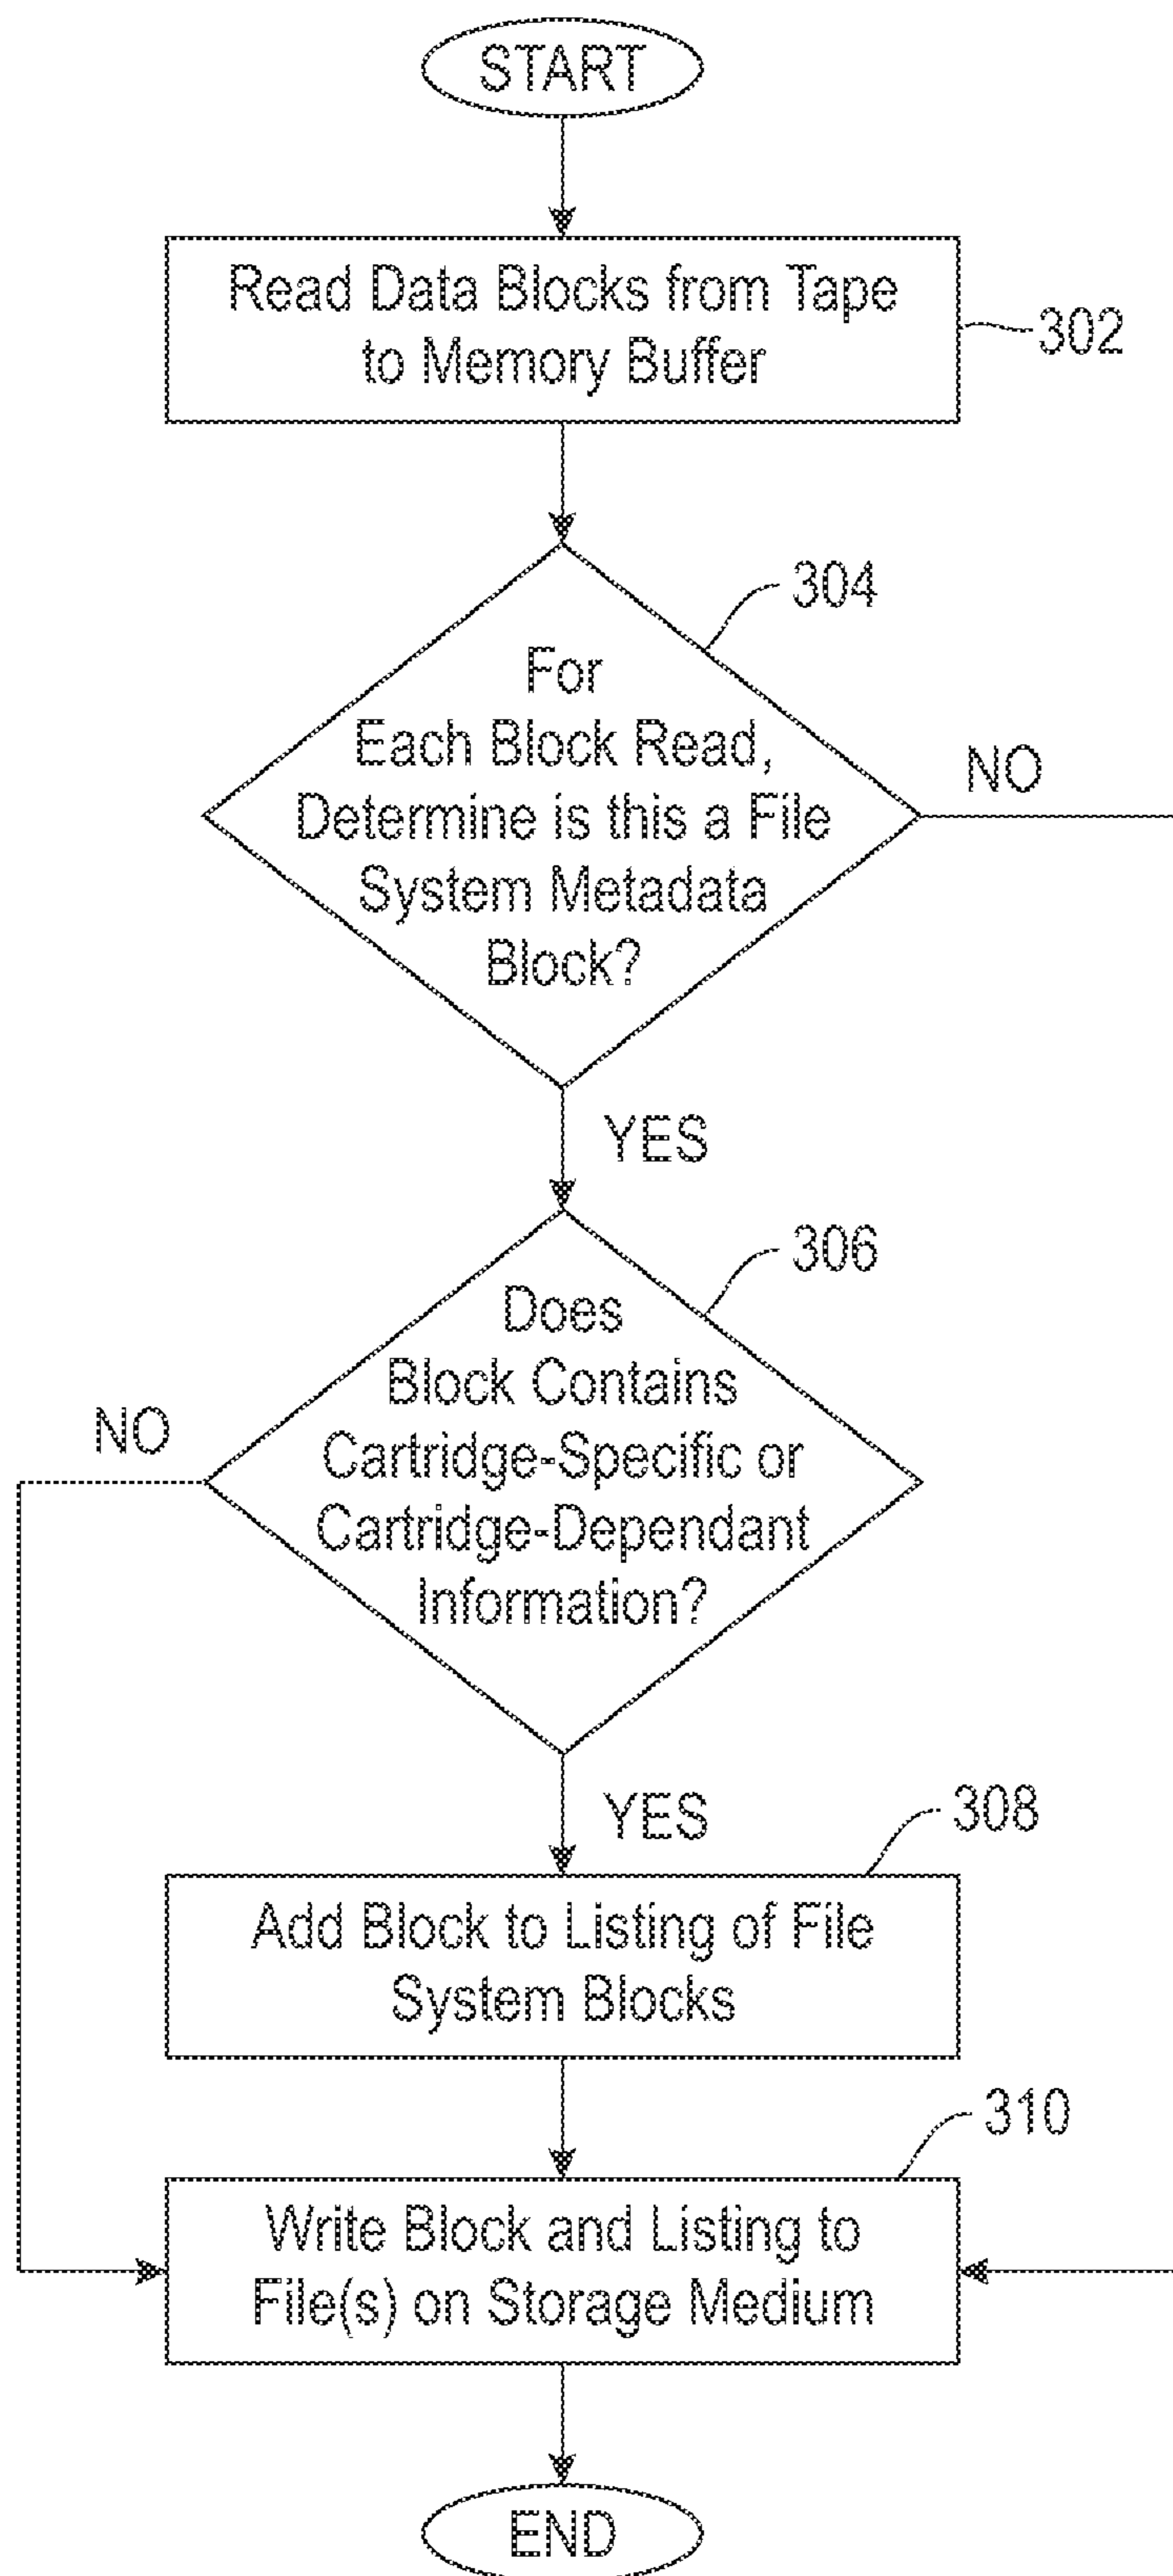 START
Read Data Blocks from Tape
to Memory Buffer
302
304
For
Each Block Read,
Determine is this a File
System Metadata
Block?
NO
YES
306
Does
Block Contains
Cartridge-Specific or
Cartridge-Dependant
Information?
NO
YES
308
Add Block to Listing of File
System Blocks
310
Write Block and Listing to
File(s) on Storage Medium
END